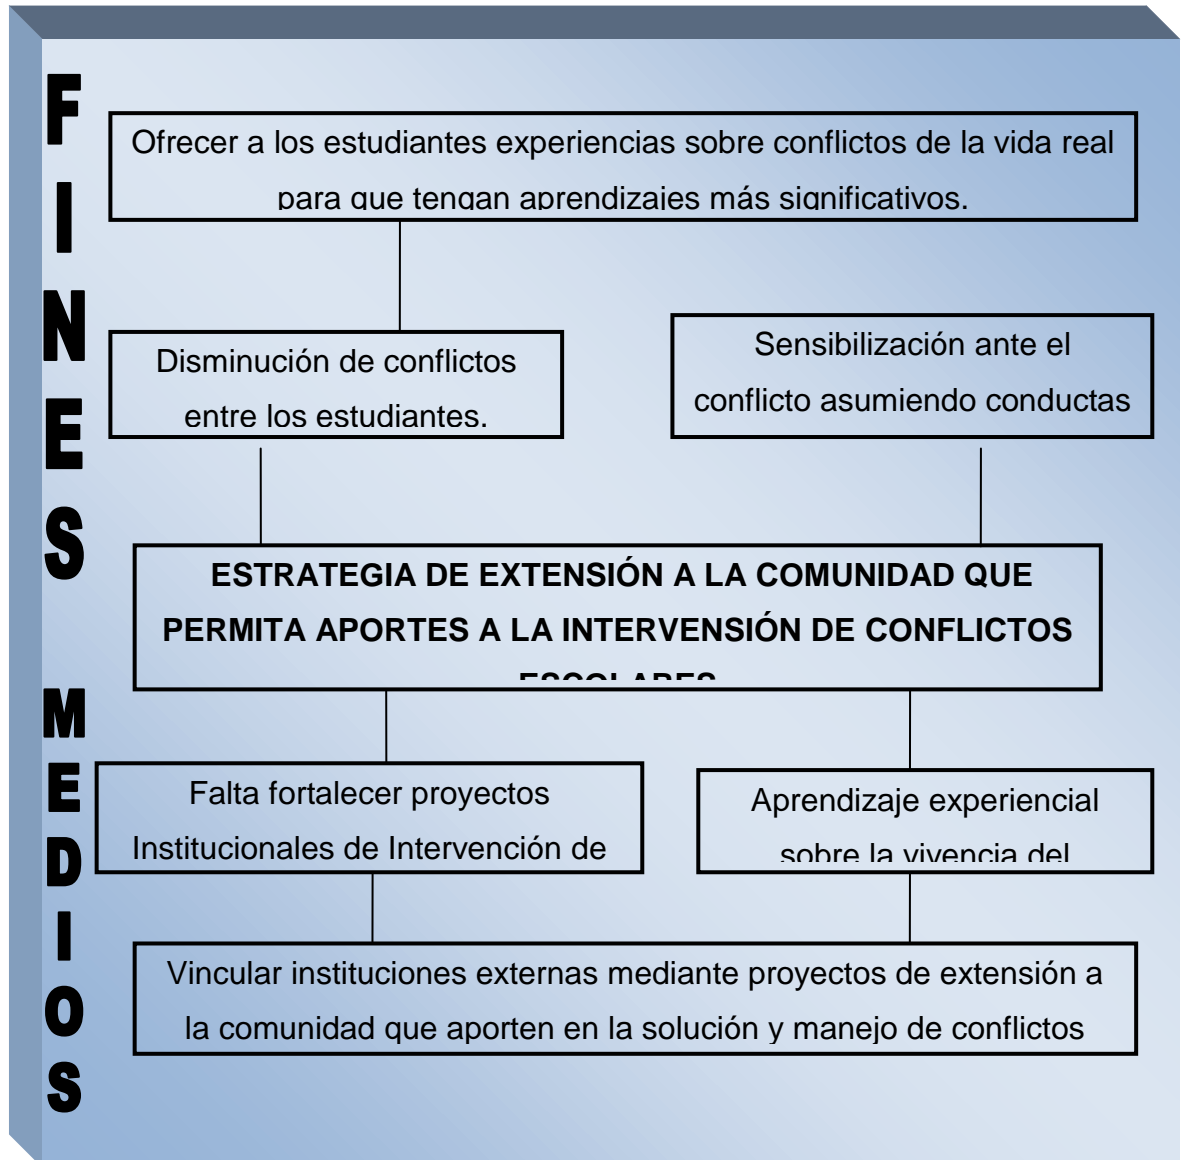 FINES
Ofrecer a los estudiantes experiencias sobre conflictos de la vida real
para que tengan aprendizajes más significativos.
Disminución de conflictos
entre los estudiantes.
Sensibilización ante el
conflicto asumiendo conductas
ESTRATEGIA DE EXTENSIÓN A LA COMUNIDAD QUE
PERMITA APORTES A LA INTERVENSIÓN DE CONFLICTOS
ESCOLARES
MEDIOS
Falta fortalecer proyectos
Institucionales de Intervención de
Aprendizaje experiencial
sobre la vivencia del
Vincular instituciones externas mediante proyectos de extensión a
la comunidad que aporten en la solución y manejo de conflictos